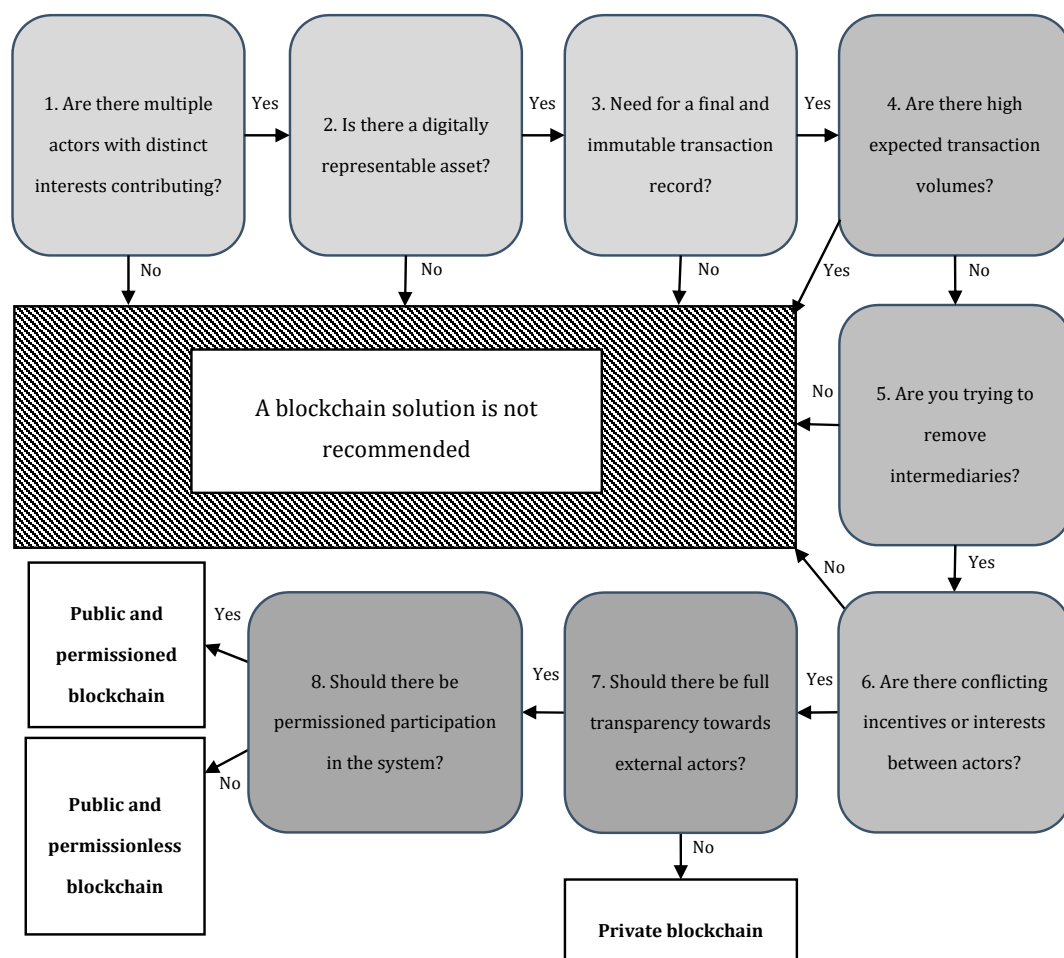 1. Are there multiple
actors with distinct
interests contributing?
Yes
2. Is there a digitally
representable asset?
Yes
3. Need for a final and
immutable transaction
record?
Yes
4. Are there high
expected transaction
volumes?
No
No
No
Yes
No
A blockchain solution is not
recommended
No
5. Are you trying to
remove
intermediaries?
Yes
No
6. Are there conflicting
incentives or interests
between actors?
Yes
7. Should there be full
transparency towards
external actors?
Yes
8. Should there be
permissioned participation
in the system?
Yes
Public and
permissioned
blockchain
No
Public and
permissionless
blockchain
No
Private blockchain